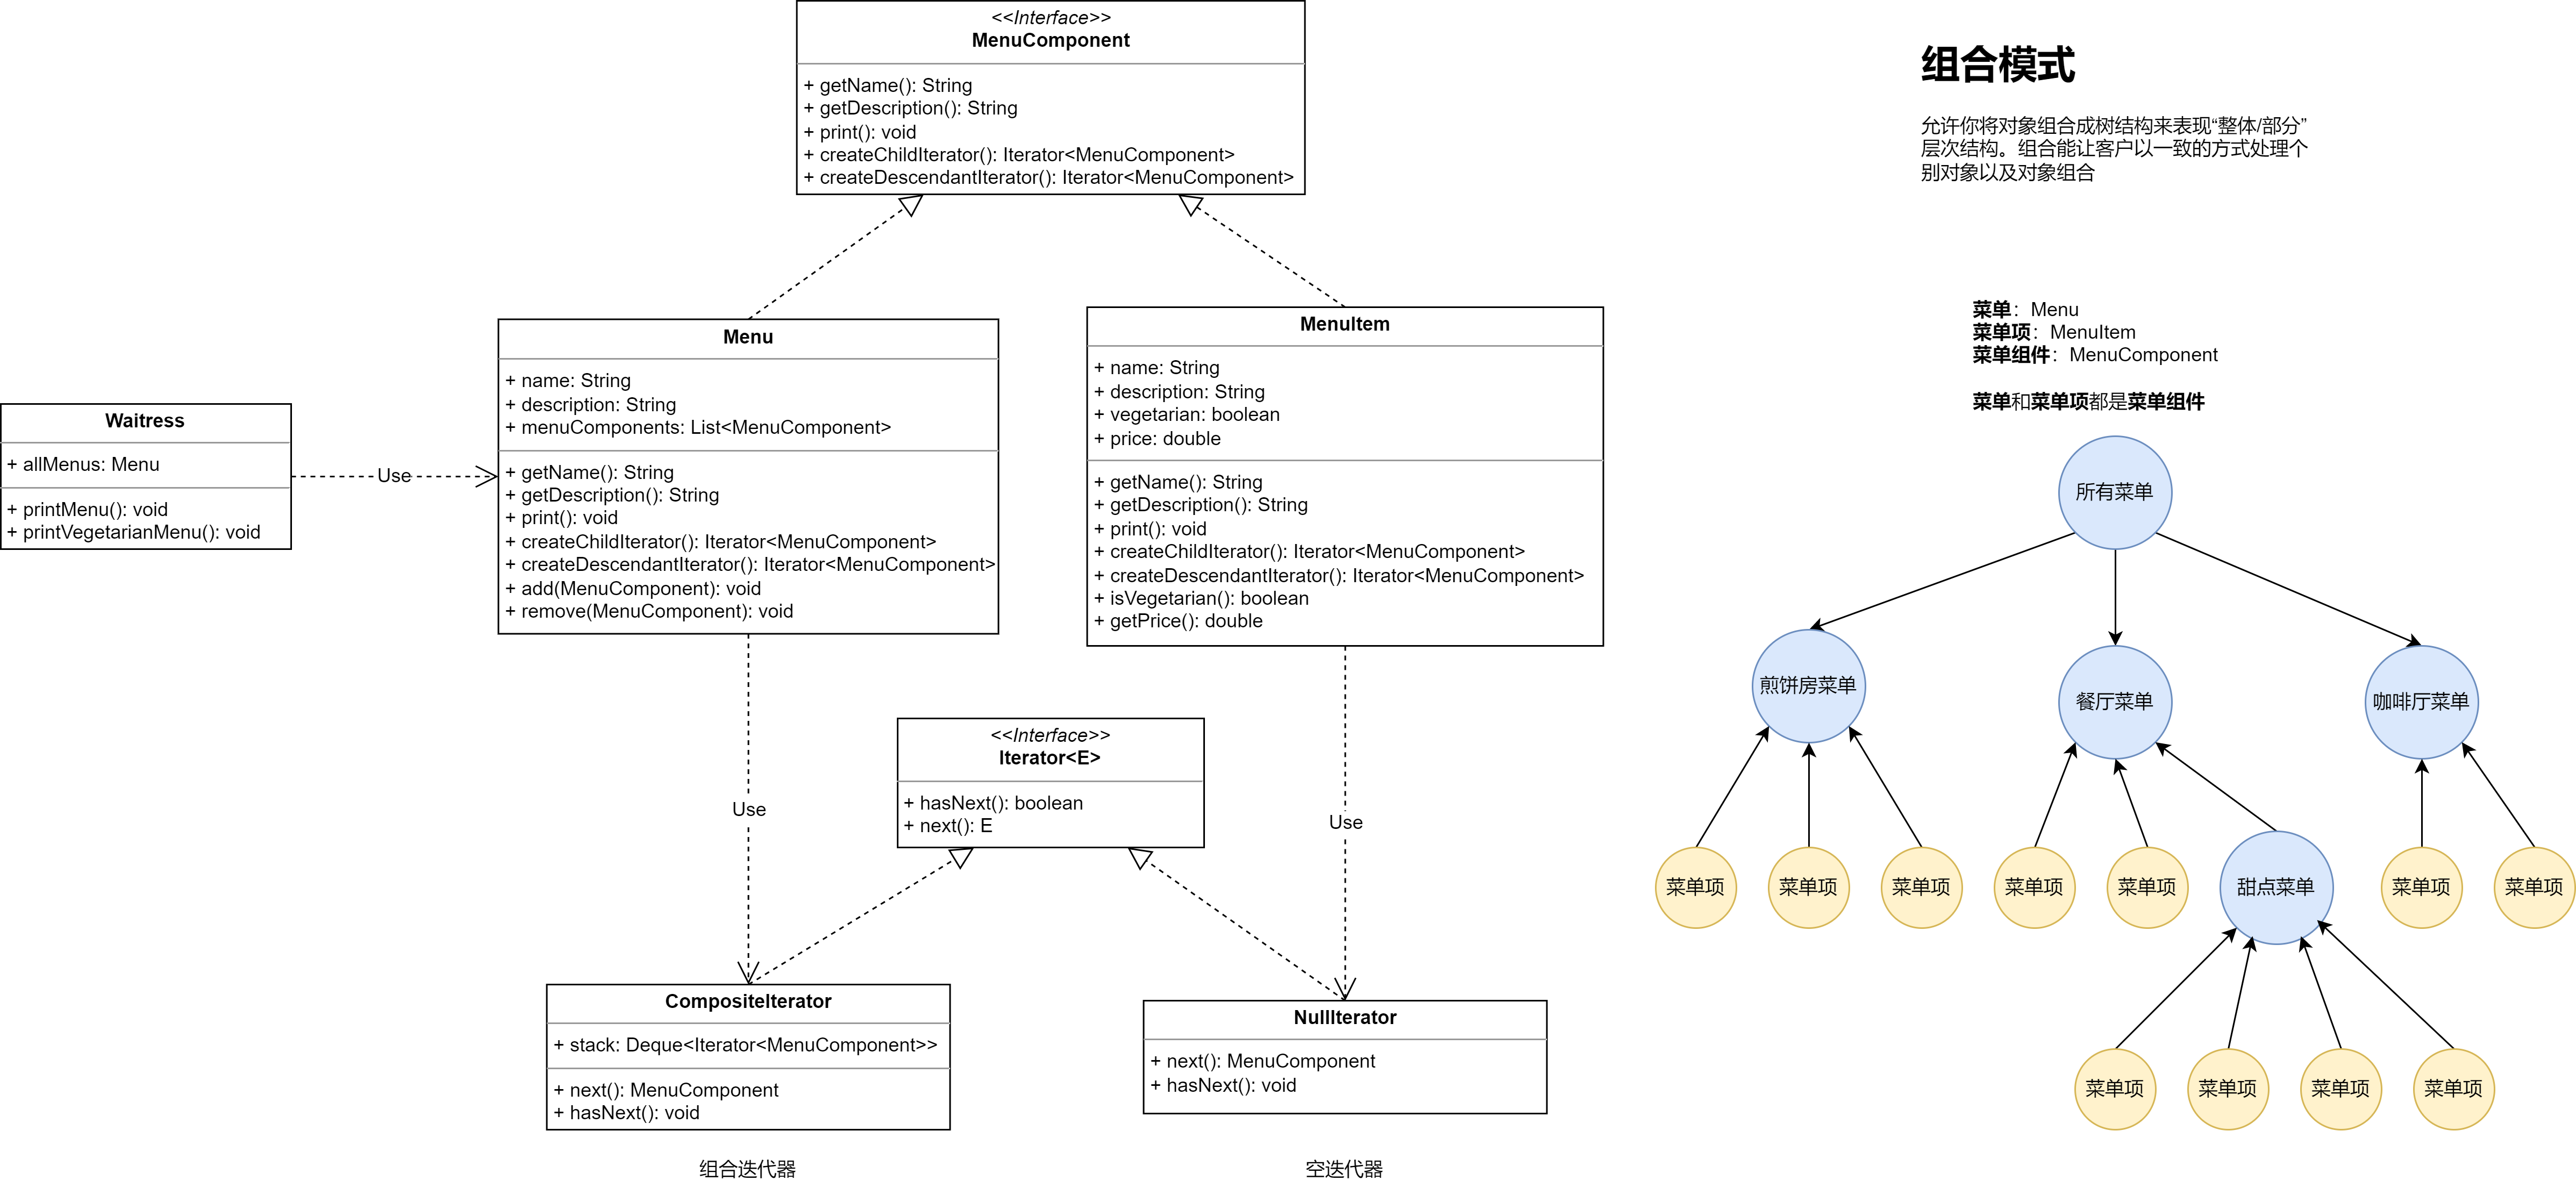 <<Interface>>
MenuComponent
+ getName(): String
+ getDescription(): String
+ print(): void
+ createChildIterator(): Iterator<MenuComponent>
+ createDescendantIterator(): Iterator<MenuComponent>
Menu
+ name: String
+ description: String
+ menuComponents: List<MenuComponent>
+ getName(): String
+ getDescription(): String
+ print(): void
+ createChildIterator(): Iterator<MenuComponent>
+ createDescendantIterator(): Iterator<MenuComponent>
+ add(MenuComponent): void
+ remove(MenuComponent): void
MenuItem
+ name: String
+ description: String
+ vegetarian: boolean
+ price: double
+ getName(): String
+ getDescription(): String
+ print(): void
+ createChildIterator(): Iterator<MenuComponent>
+ createDescendantIterator(): Iterator<MenuComponent>
+ isVegetarian(): boolean
+ getPrice(): double
Waitress
+ allMenus: Menu
+ printMenu(): void
+ printVegetarianMenu(): void
Use
<<Interface>>
Iterator<E>
+ hasNext(): boolean
+ next(): E
Use
Use
CompositeIterator
+ stack: Deque<Iterator<MenuComponent>>
+ next(): MenuComponent
+ hasNext(): void
组合迭代器
NullIterator
+ next(): MenuComponent
+ hasNext(): void
空迭代器
组合模式
允许你将对象组合成树结构来表现“整体/部分”
层次结构。组合能让客户以一致的方式处理个
别对象以及对象组合
菜单：Menu
菜单项：MenuItem
菜单组件：MenuComponent
菜单和菜单项都是菜单组件
所有菜单
煎饼房菜单
餐厅菜单
咖啡厅菜单
菜单项
菜单项
菜单项
菜单项
菜单项
甜点菜单
菜单项
菜单项
菜单项
菜单项
菜单项
菜单项